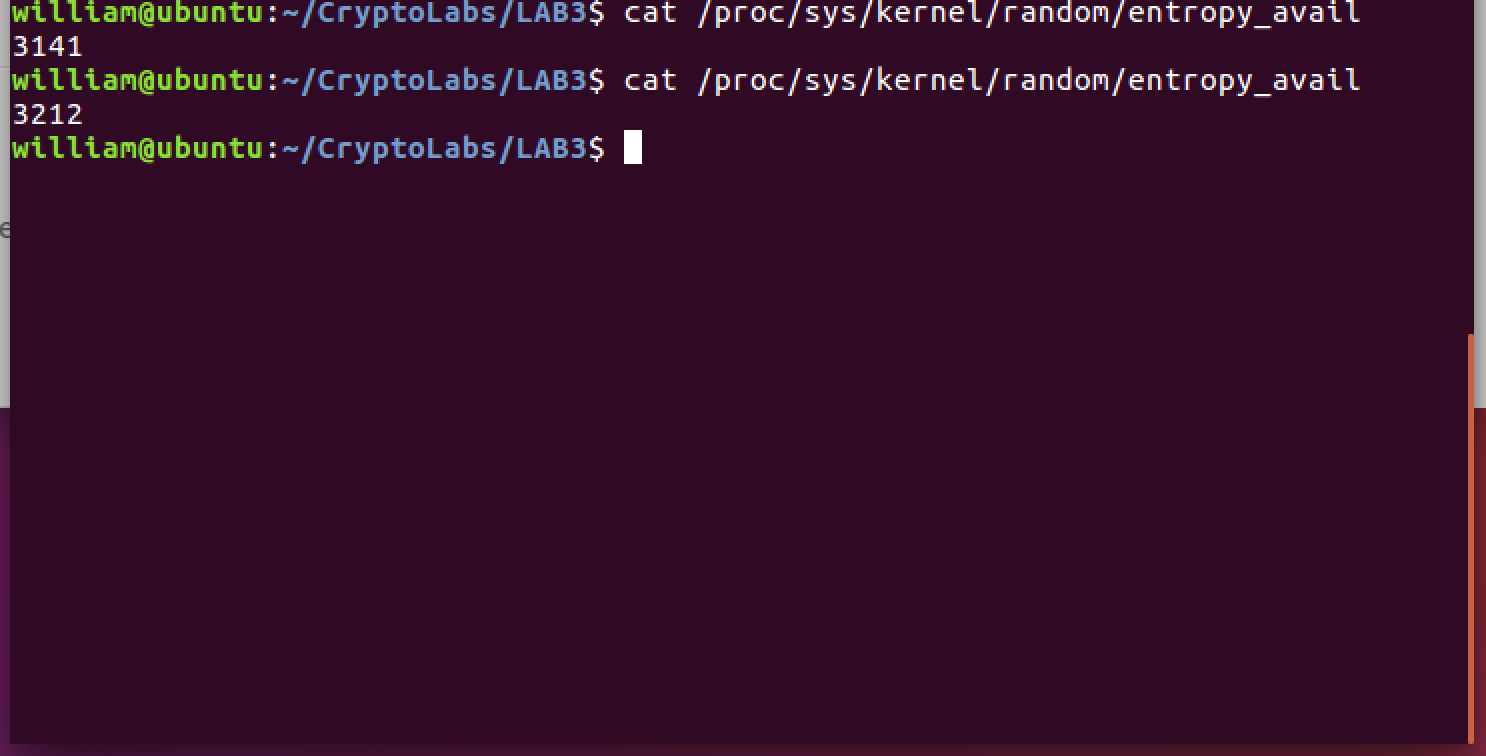 william@ubuntu:~/CryptoLabs/LAB3$ cat /proc/sys/kernel/random/entropy_avail
3141
william@ubuntu:~/CryptoLabs/LAB3$ cat /proc/sys/kernel/random/entropy_avail
3212
william@ubuntu:~/CryptoLabs/LAB3$